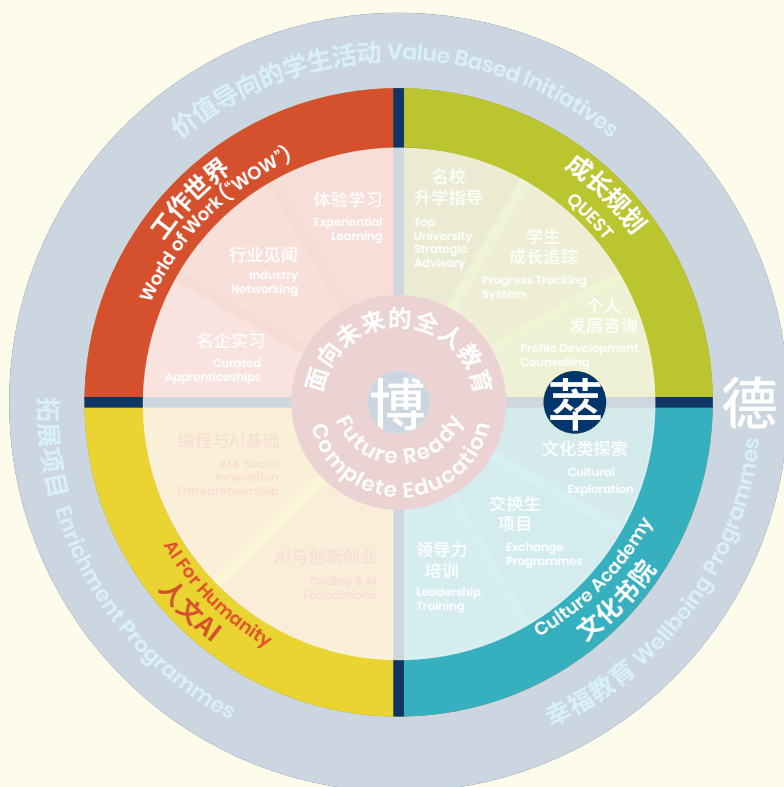 价值导向的学生活动 Value Based Initiatives
工作世界
World of Work ("WOW")
成长规划
QUEST
体验学习
Experiential
Learning
行业见闻
Industry
Networking
名企实习
Curated
Apprenticeships
名校
升学指导
Top
University
Strategic
Advisory
学生
成长追踪
Progress Tracking
System
个人
发展咨询
Profile Development
Counselling
面向未来的全人教育
博
Future Ready
Complete Education
萃
德
编程与AI基础
AI & Social
Innovation
Entrepreneurship
AI与创新创业
Coding & AI
Foundations
文化类探索
Cultural
Exploration
交换生
项目
Exchange
Programmes
领导力
培训
Leadership
Training
AI For Humanity
人文AI
Culture Academy
文化书院
拓展项目 Enrichment Programmes
幸福教育 Wellbeing Programmes